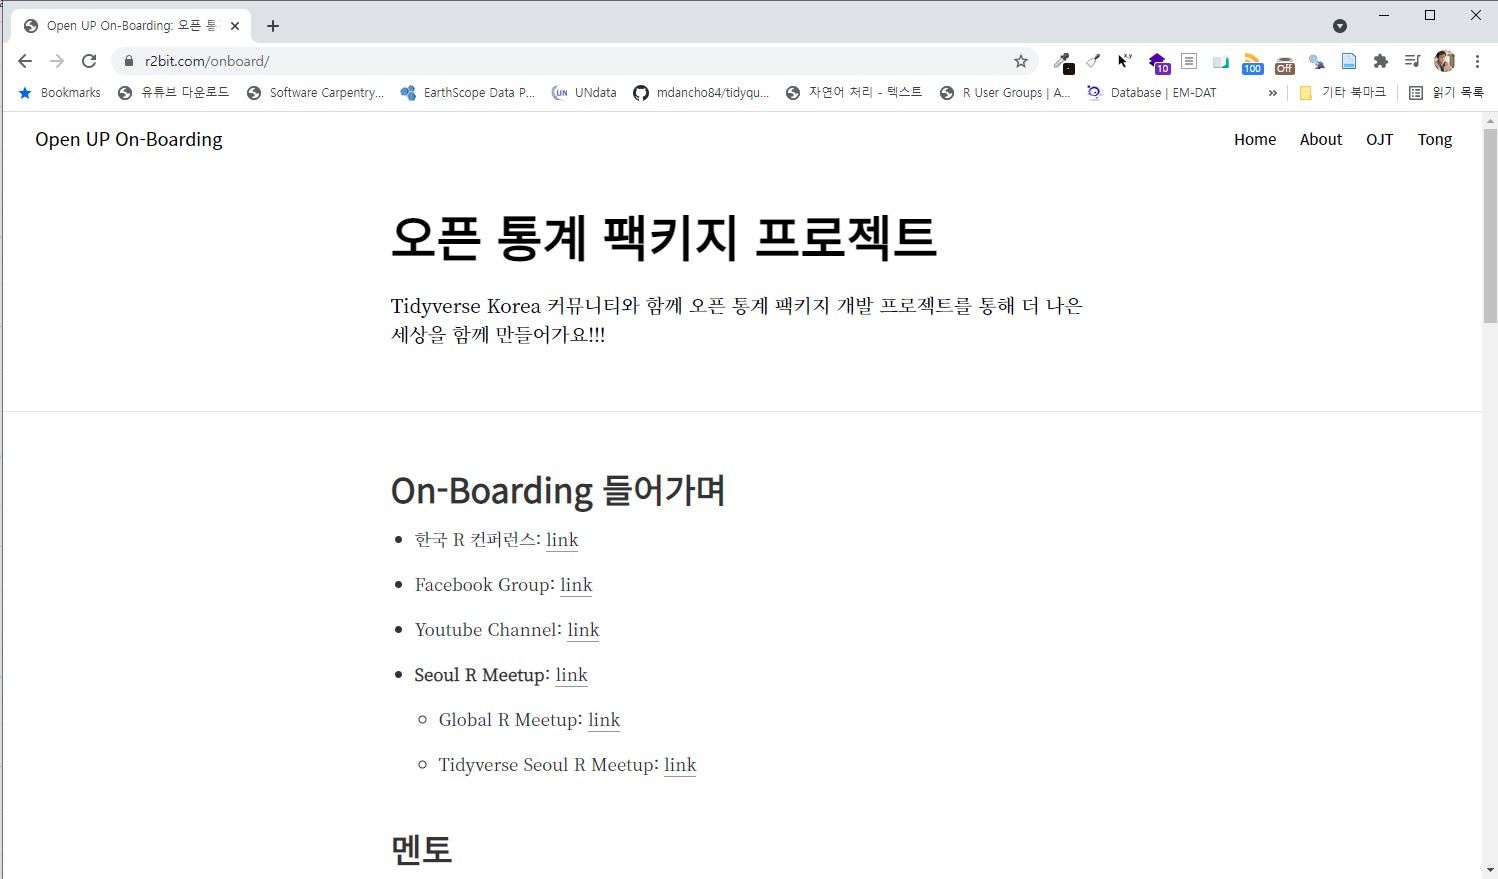 Open UP On-Boarding: 오픈 통
r2bit.com/onboard/
10
100
Off
Bookmarks
유튜브 다운로드
Software Carpentry...
EarthScope Data P...
UN
UNdata
mdancho84/tidyqu...
자연어 처리 - 텍스트
R User Groups | A...
Database | EM-DAT
»
기타 북마크
읽기 목록
Open UP On-Boarding
Home About OJT Tong
오픈 통계 팩키지 프로젝트
Tidyverse Korea 커뮤니티와 함께 오픈 통계 팩키지 개발 프로젝트를 통해 더 나은
세상을 함께 만들어가요!!!
On-Boarding 들어가며
한국 R 컨퍼런스: link
Facebook Group: link
Youtube Channel: link
Seoul R Meetup: link
Global R Meetup: link
Tidyverse Seoul R Meetup: link
멘토